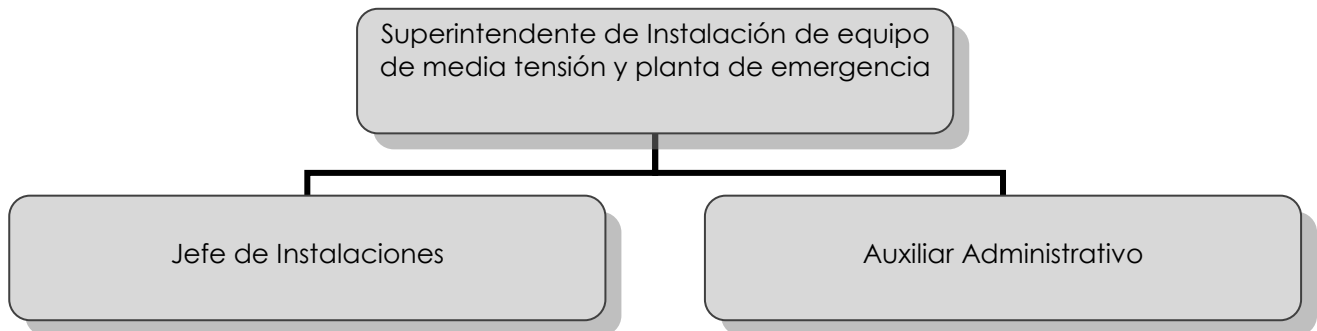 Superintendente de Instalación de equipo
de media tensión y planta de emergencia
Jefe de Instalaciones
Auxiliar Administrativo